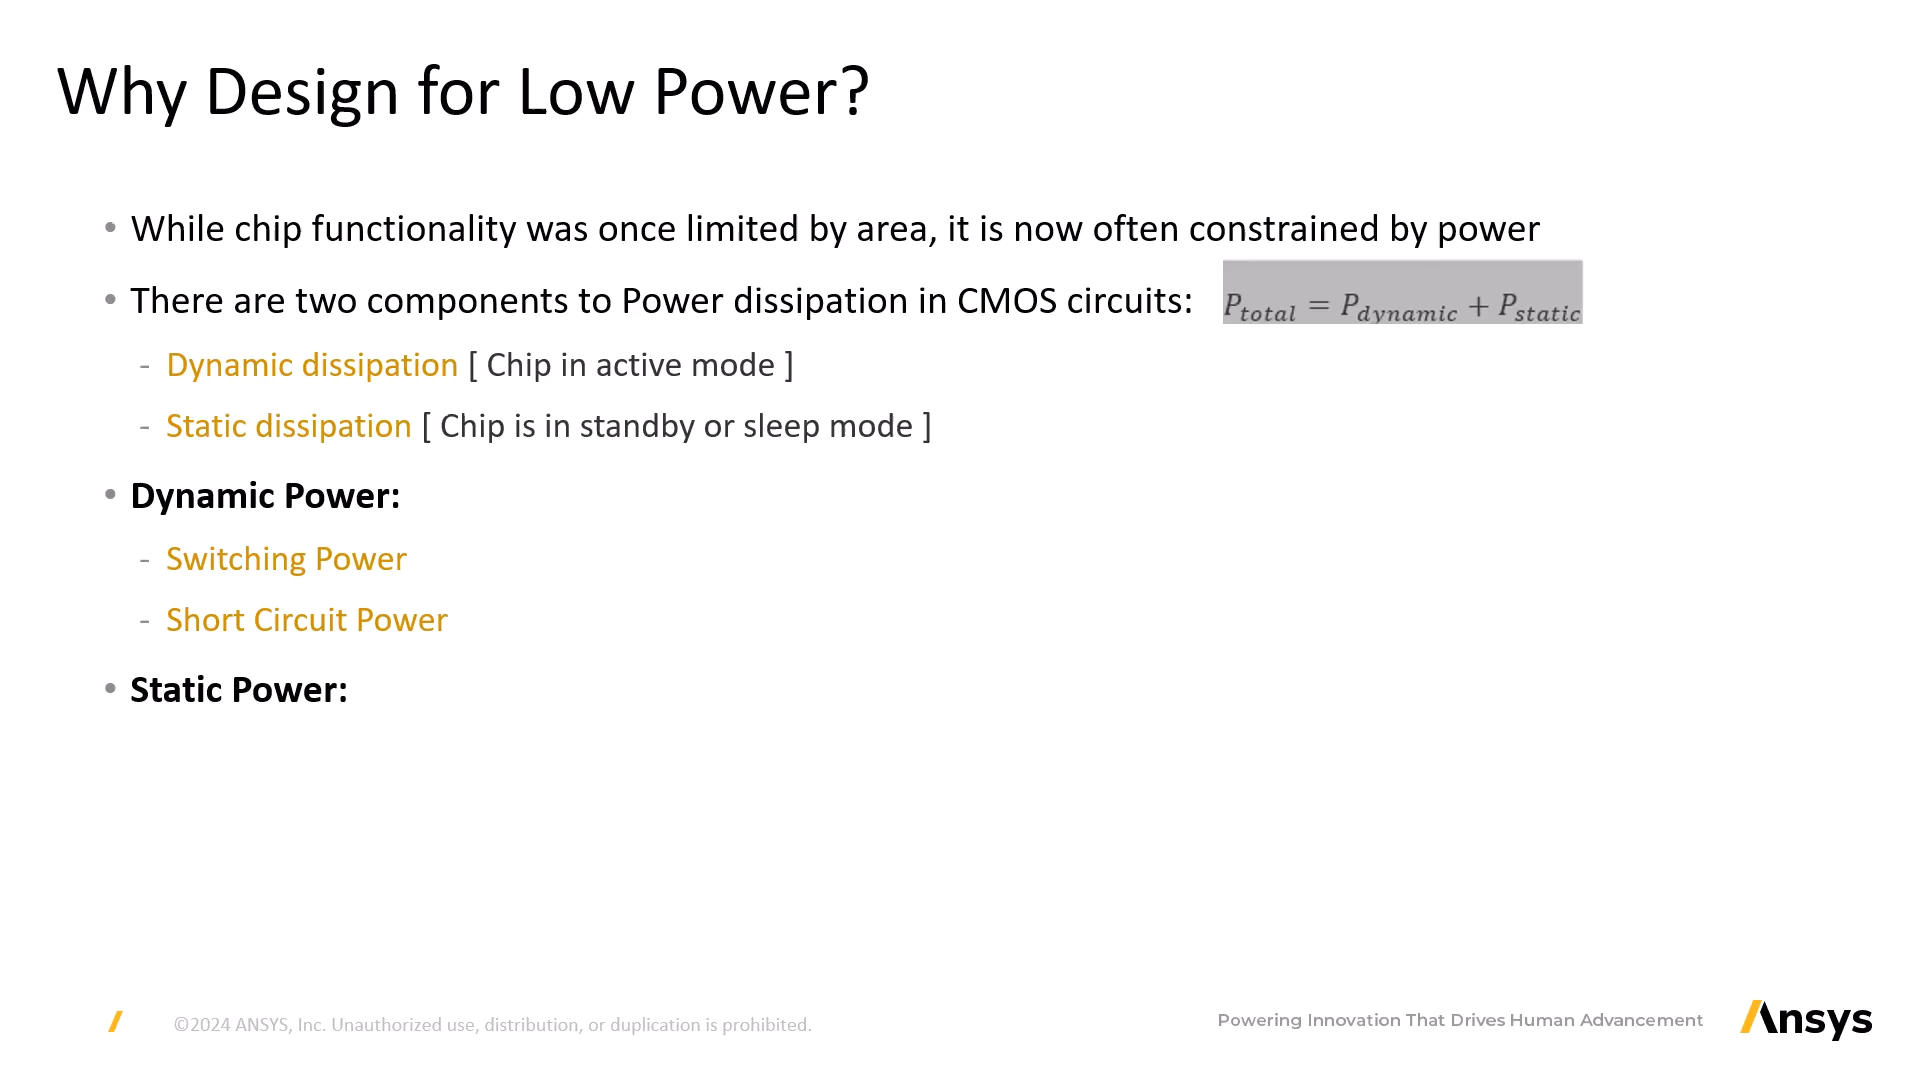 Why Design for Low Power?
• While chip functionality was once limited by area, it is now often constrained by power
• There are two components to Power dissipation in CMOS circuits: P_total = P_dynamic + P_static
- Dynamic dissipation [ Chip in active mode ]
- Static dissipation [ Chip is in standby or sleep mode ]
• Dynamic Power:
- Switching Power
- Short Circuit Power
• Static Power:
©2024 ANSYS, Inc. Unauthorized use, distribution, or duplication is prohibited.
Powering Innovation That Drives Human Advancement
Ansys